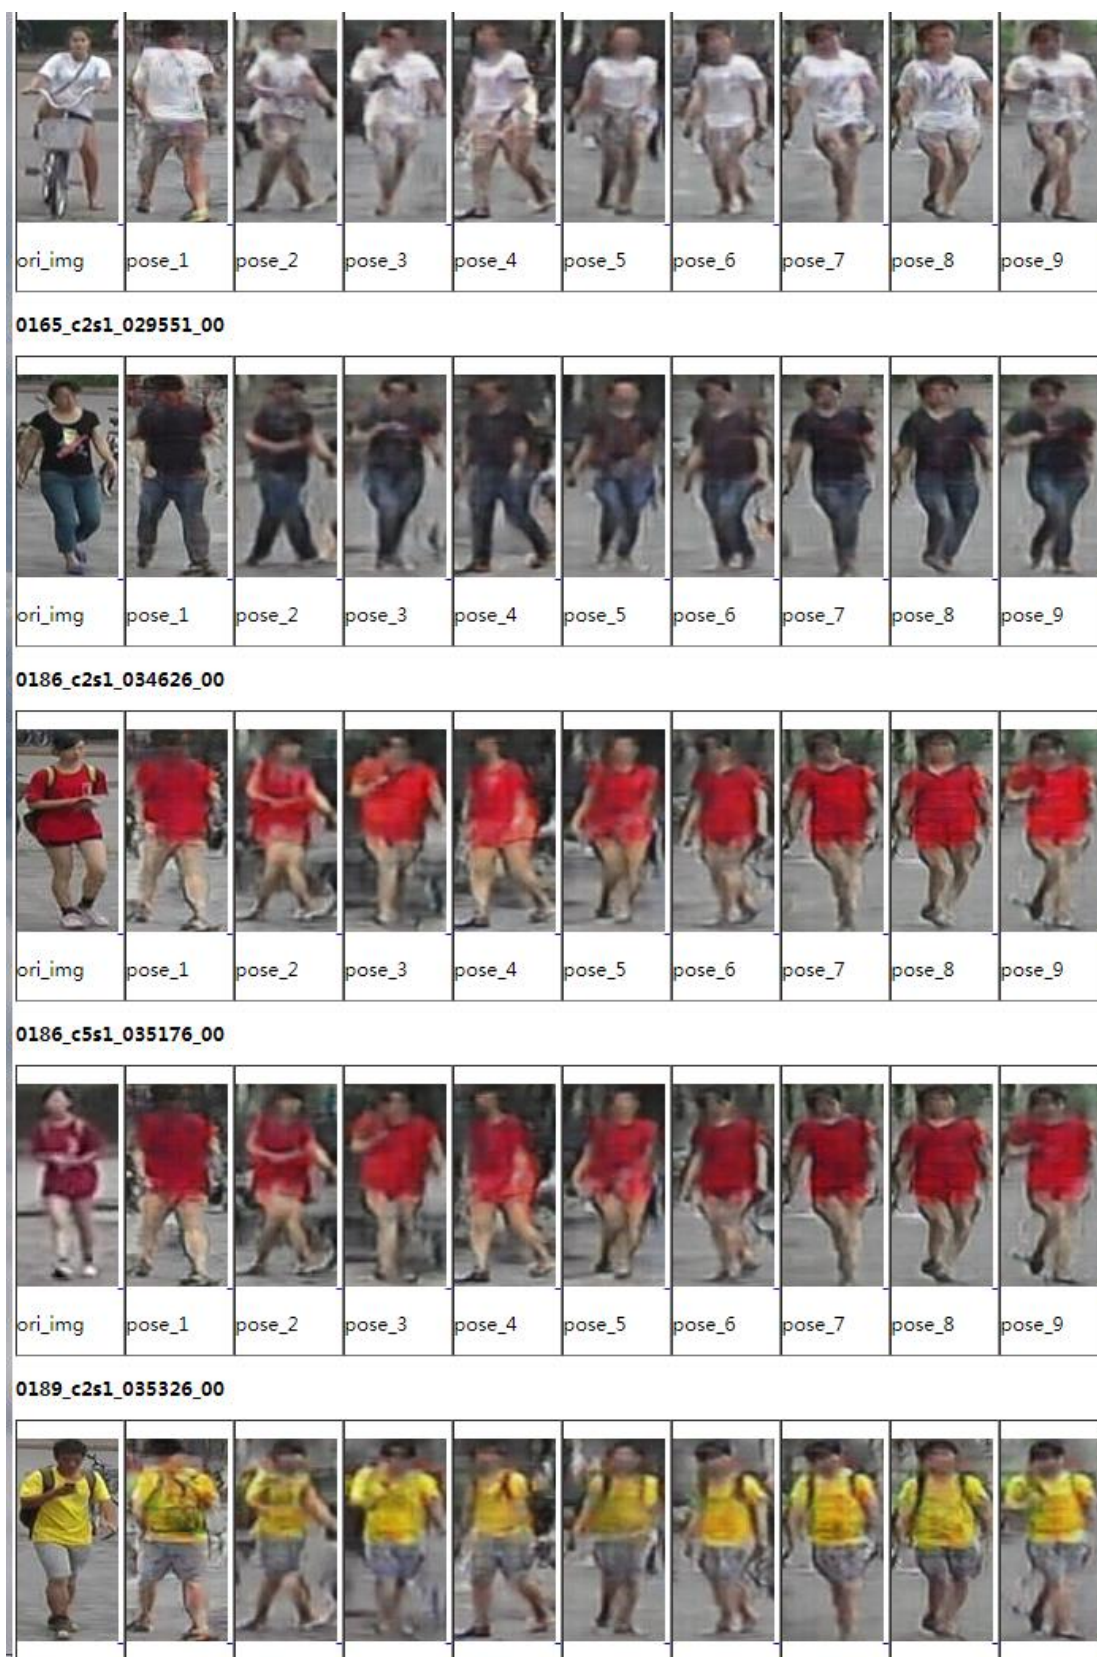 ori_img pose_1 pose_2 pose_3 pose_4 pose_5 pose_6 pose_7 pose_8 pose_9
0165_c2s1_029551_00
ori_img pose_1 pose_2 pose_3 pose_4 pose_5 pose_6 pose_7 pose_8 pose_9
0186_c2s1_034626_00
ori_img pose_1 pose_2 pose_3 pose_4 pose_5 pose_6 pose_7 pose_8 pose_9
0186_c5s1_035176_00
ori_img pose_1 pose_2 pose_3 pose_4 pose_5 pose_6 pose_7 pose_8 pose_9
0189_c2s1_035326_00